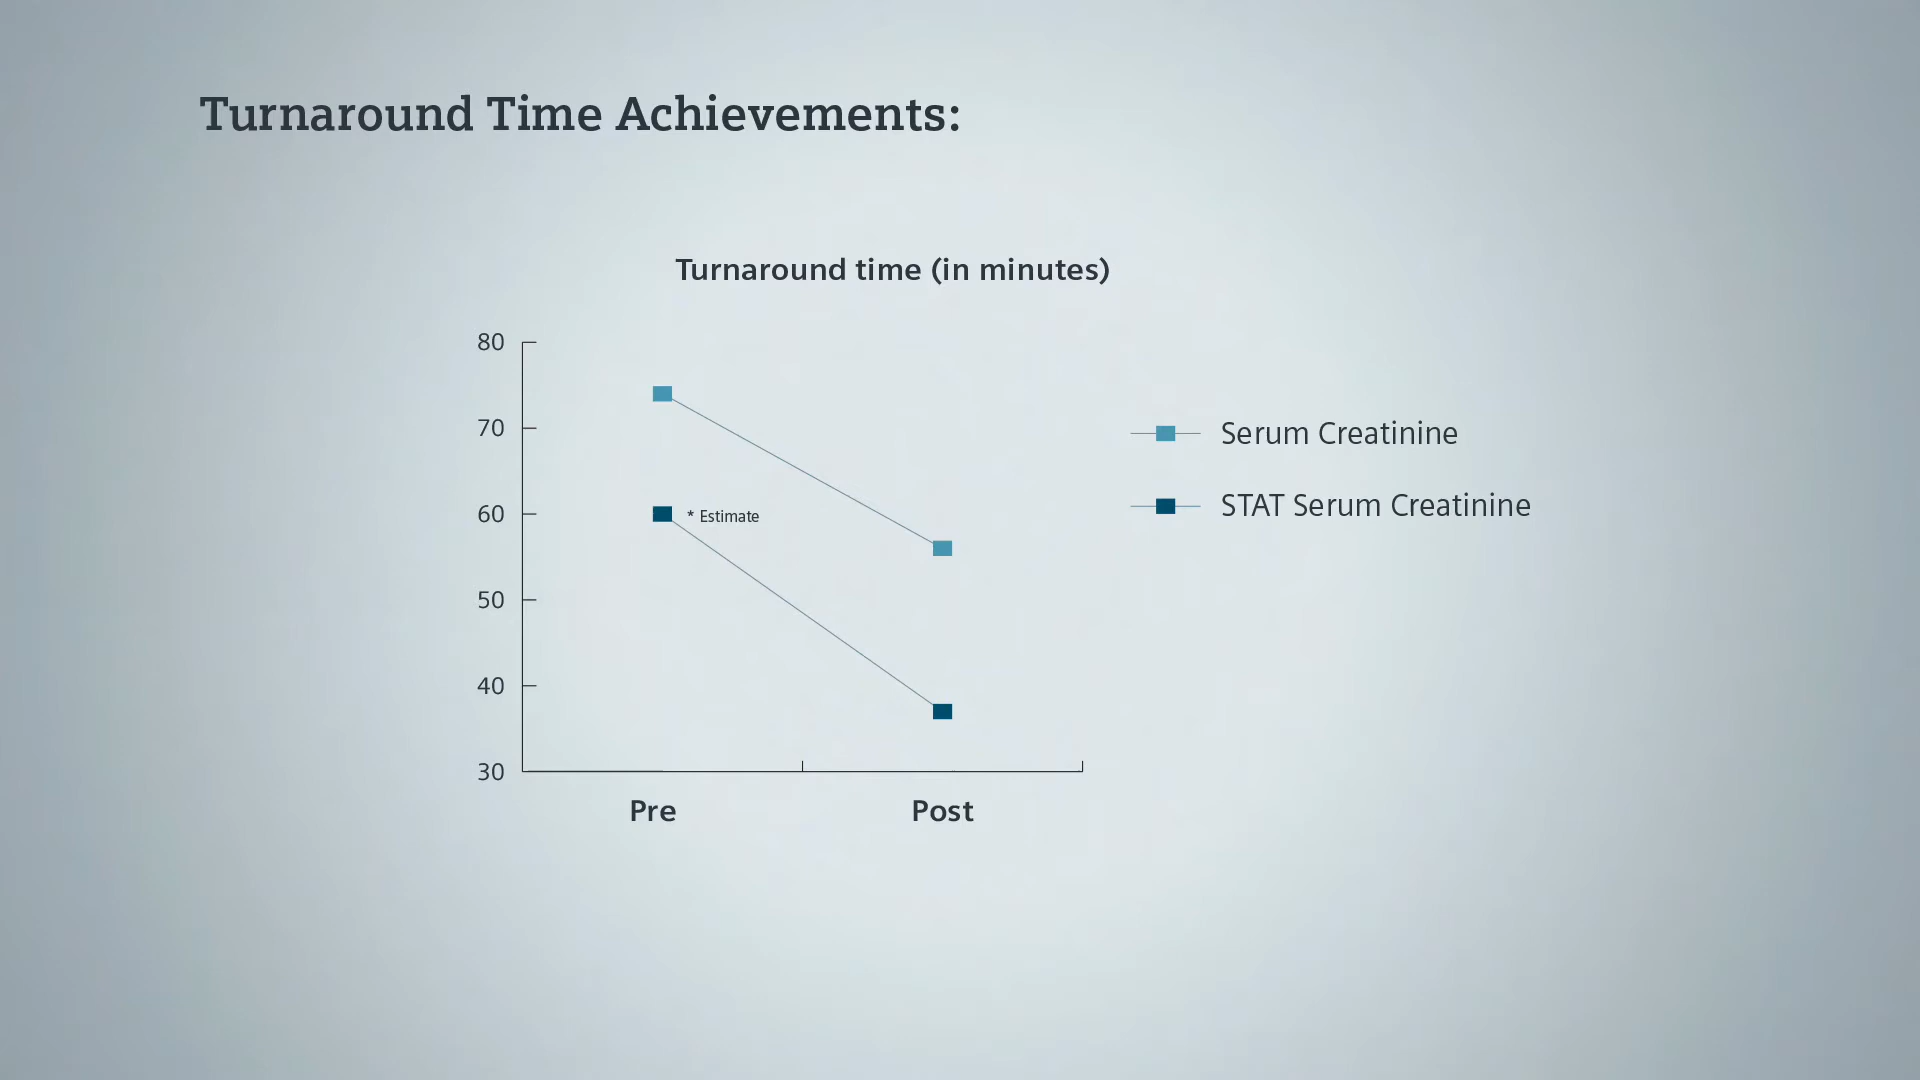 Turnaround Time Achievements:
Turnaround time (in minutes)
80
70
60
50
40
30
* Estimate
Pre
Post
Serum Creatinine
STAT Serum Creatinine